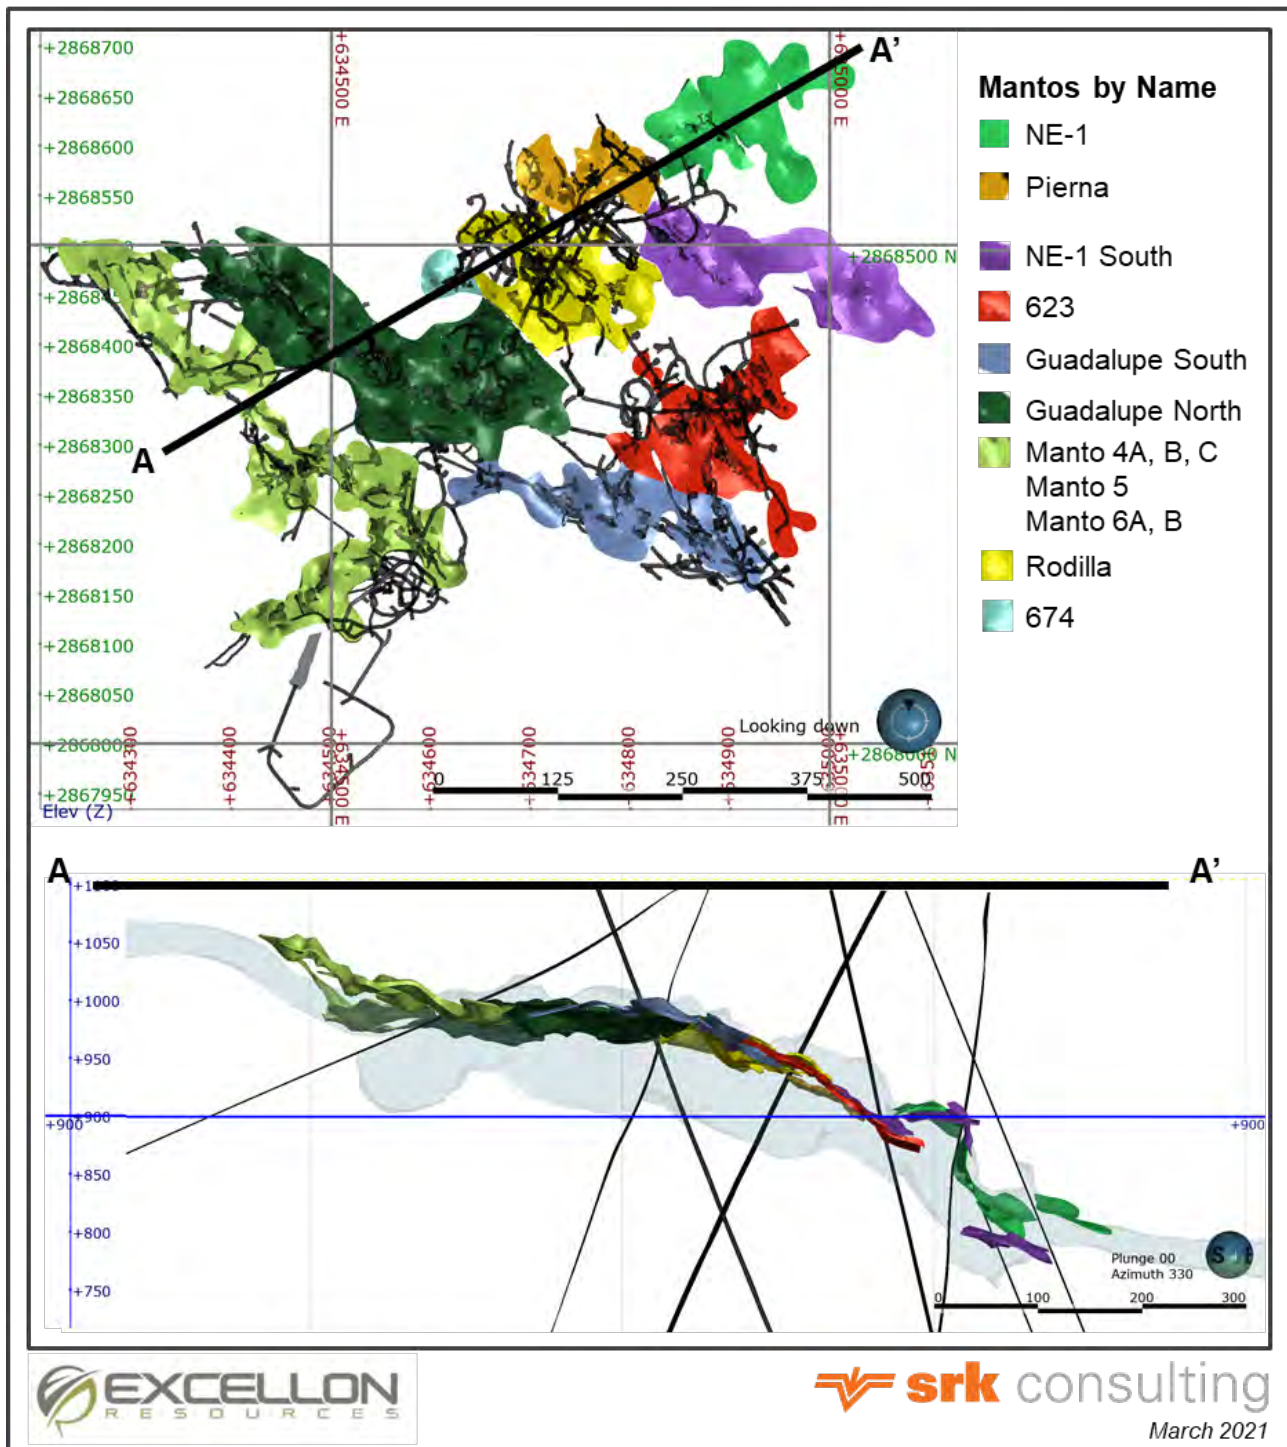 +2868700
+2868650
+2868600
+2868550
+2868400
+2868350
+2868300
+2868250
+2868200
+2868150
+2868100
+2868050
+2867950
Elev (Z)
+634500 E
A'
A
+2868500 N
Looking down
+2868000 N
+634300
+634400
+634500 E
+634600
+634700
+634800
+634900
0 125 250 375 500
Mantos by Name
NE-1
Pierna
NE-1 South
623
Guadalupe South
Guadalupe North
Manto 4A, B, C
Manto 5
Manto 6A, B
Rodilla
674
A
A'
+1050
+1000
+950
+900
+900
+900
+850
+800
+750
Plunge 00
Azimuth 330
0 100 200 300
EXCELLON
RESOURCES
srk consulting
March 2021